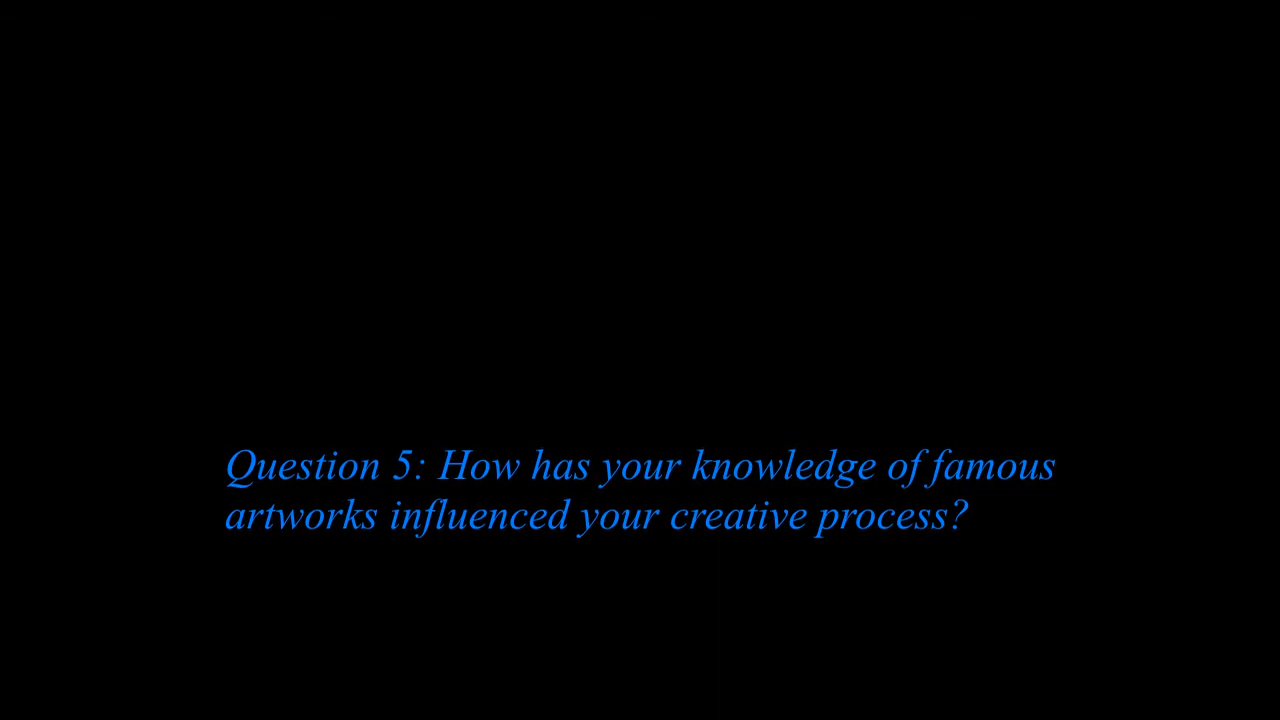 Question 5: How has your knowledge of famous
artworks influenced your creative process?